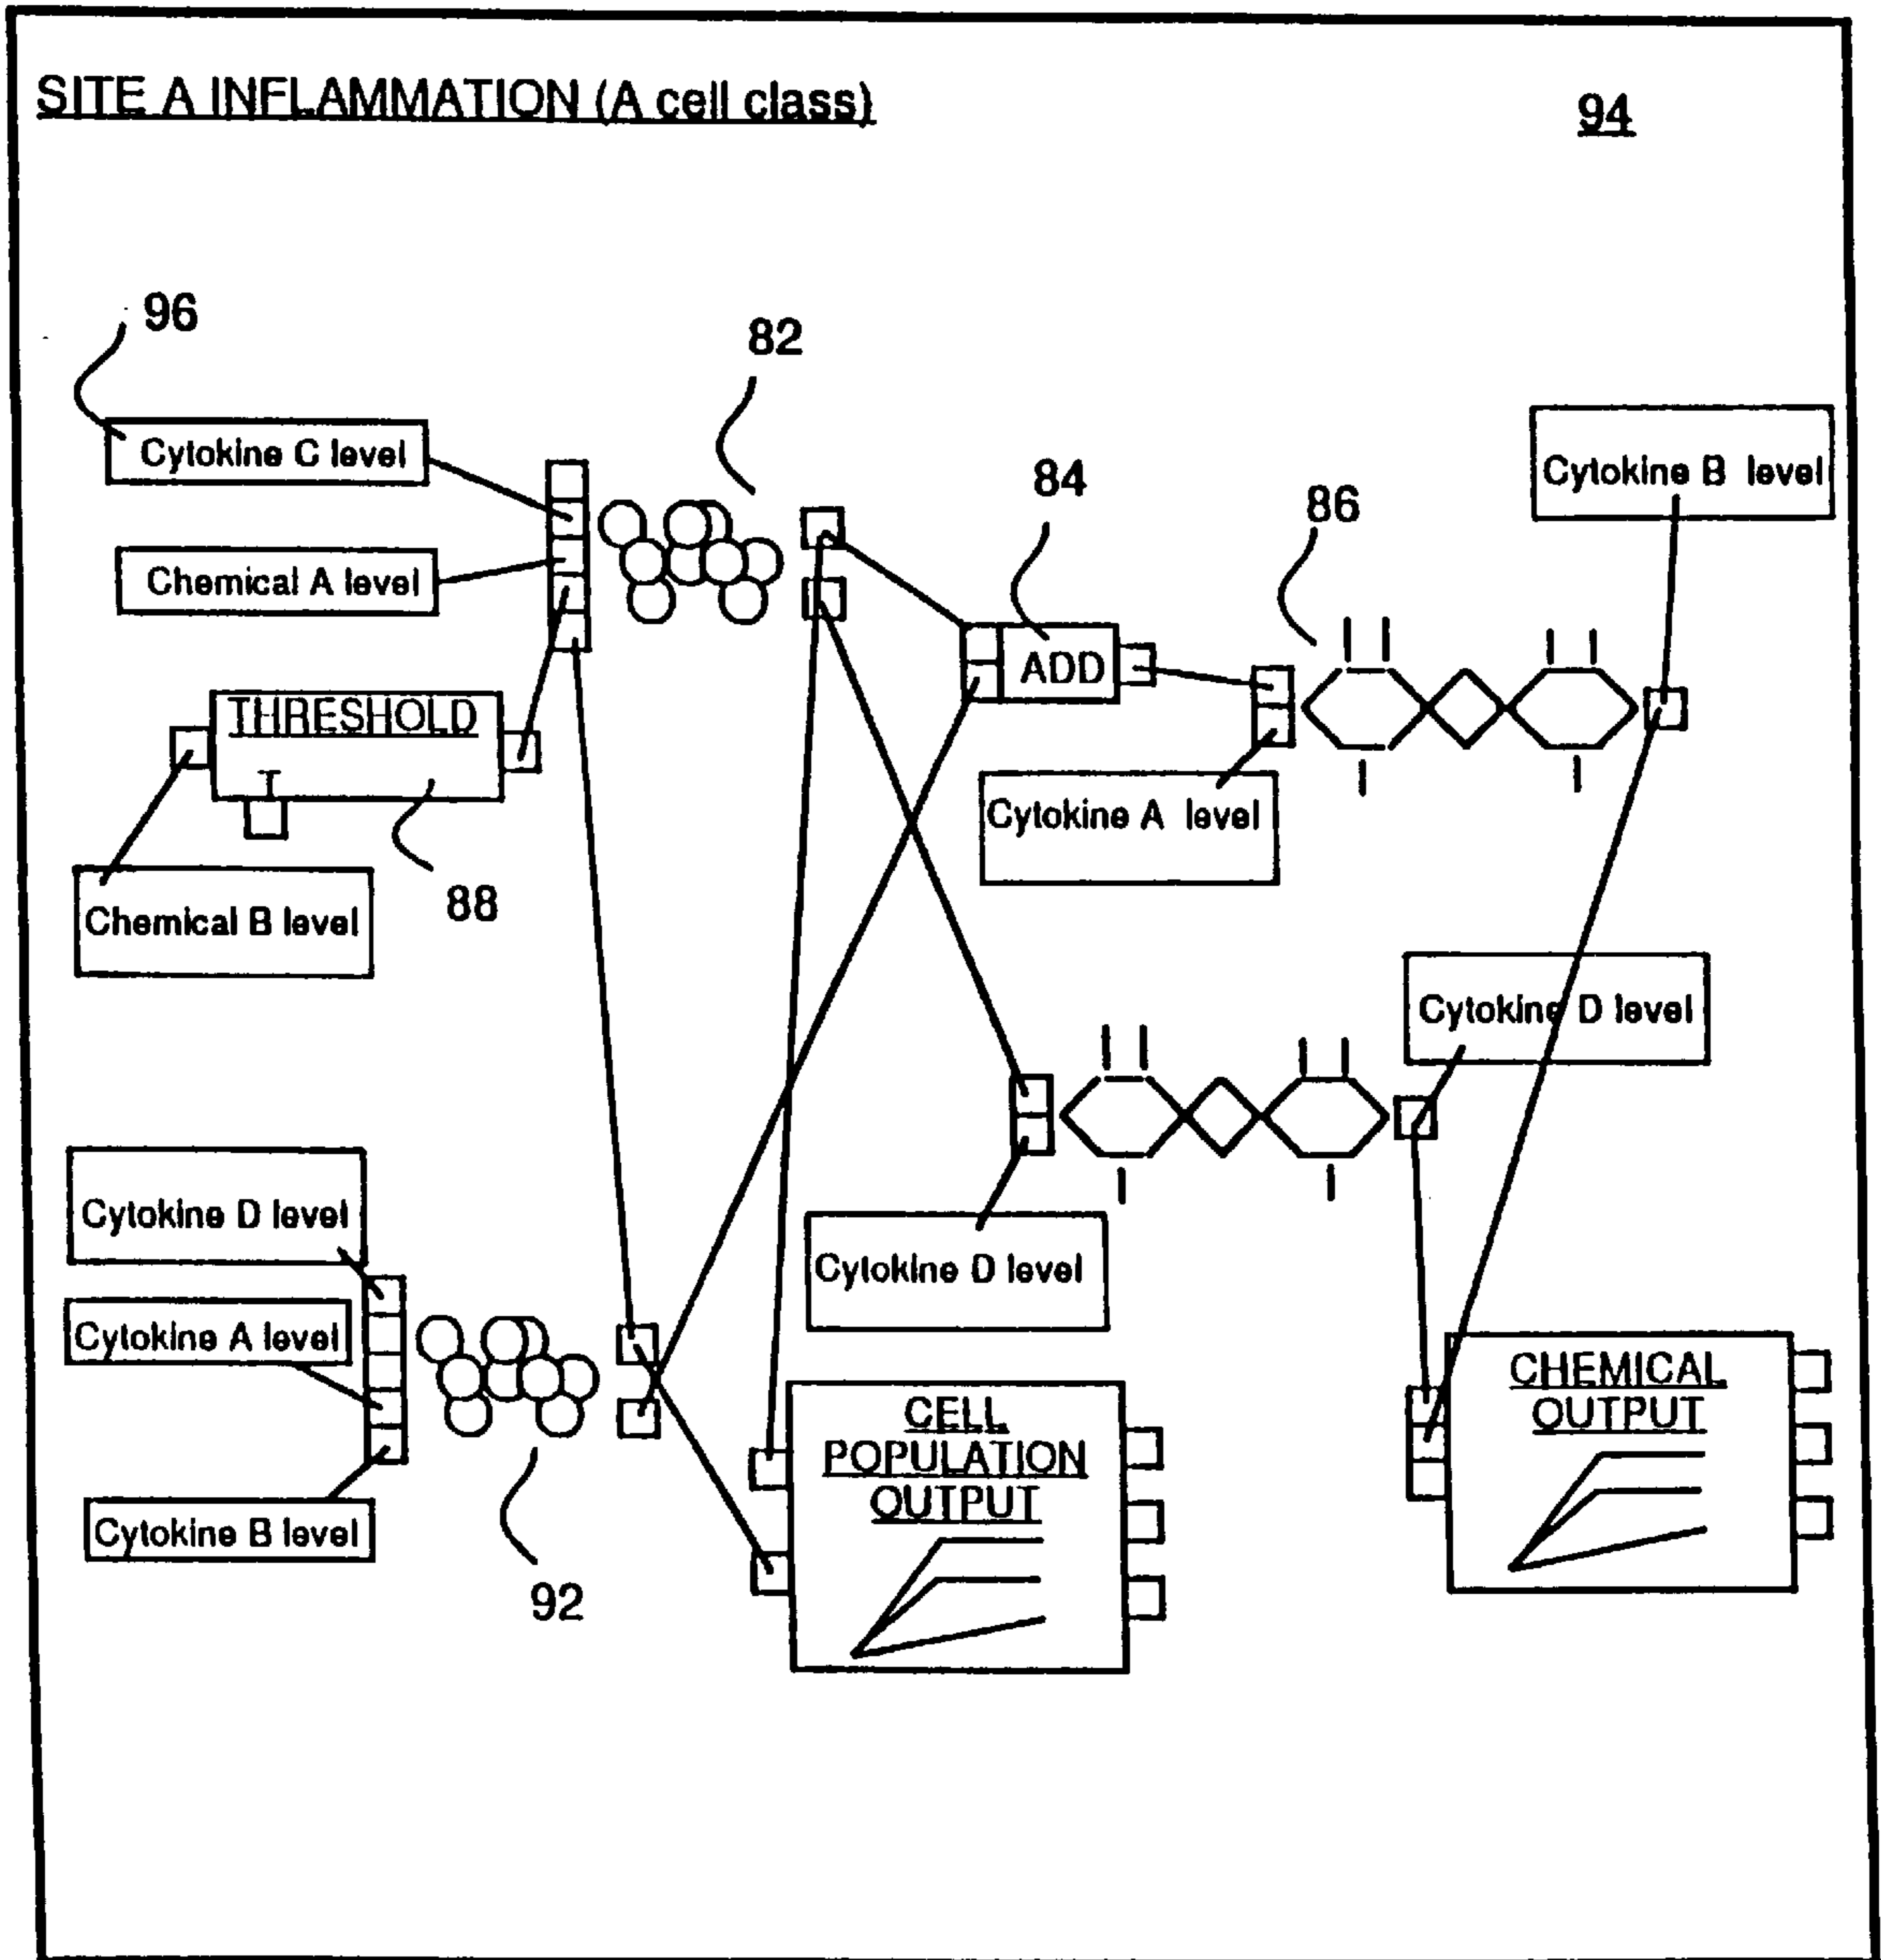 SITE A INFLAMMATION (A cell class)
94
96
82
Cytokine C level
84
86
Cytokine B level
Chemical A level
ADD
THRESHOLD
T
Cytokine A level
88
Chemical B level
Cytokine D level
Cytokine D level
Cytokine D level
Cytokine A level
CHEMICAL
OUTPUT
CELL
POPULATION
OUTPUT
Cytokine B level
92